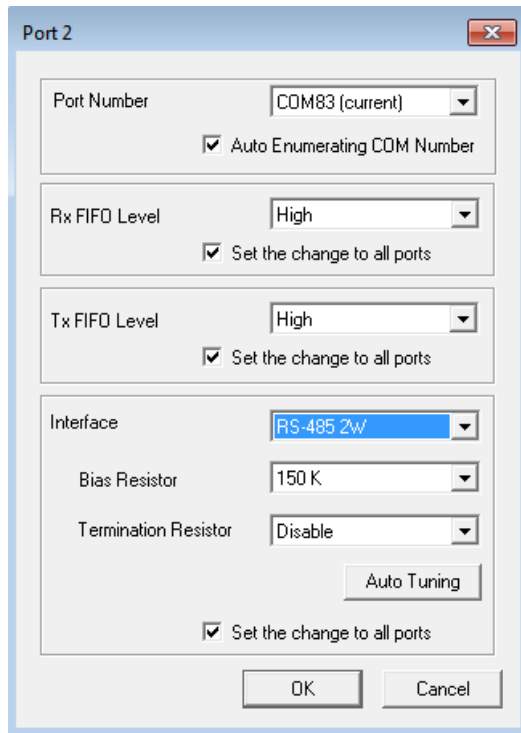 Port 2
Port Number COM83 (current)
Auto Enumerating COM Number
Rx FIFO Level High
Set the change to all ports
Tx FIFO Level High
Set the change to all ports
Interface RS-485 2W
Bias Resistor 150 K
Termination Resistor Disable
Auto Tuning
Set the change to all ports
OK Cancel